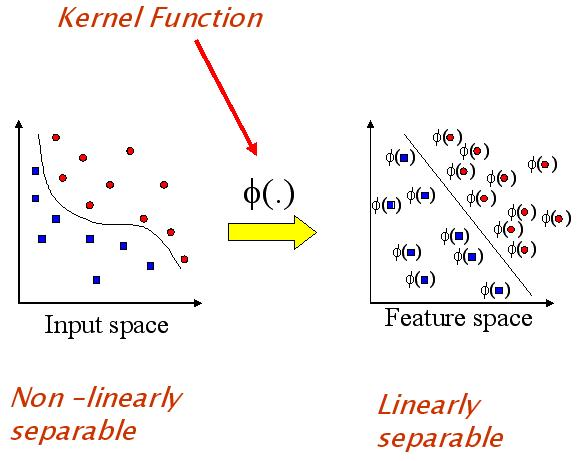 Kernel Function
ϕ(.)
ϕ(●)
ϕ(●)
ϕ(■)
ϕ(●)
ϕ(●)
ϕ(■)
ϕ(●)
ϕ(■)
ϕ(●)
ϕ(●)
ϕ(●)
ϕ(■)
ϕ(●)
ϕ(■)
ϕ(■)
ϕ(■)
ϕ(■)
Input space
Feature space
Non –linearly
separable
Linearly
separable